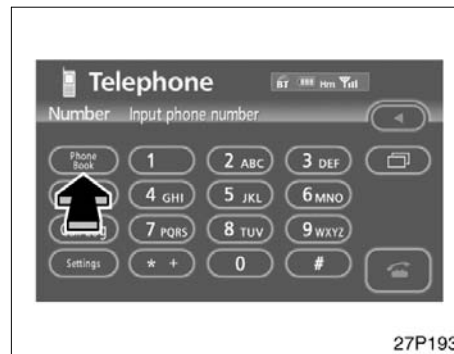 Telephone
BT Hm
Number Input phone number
Phone Book 1 2 ABC 3 DEF
4 GHI 5 JKL 6 MNO
7 PQRS 8 TUV 9 WXYZ
Settings * + 0 #
27P193